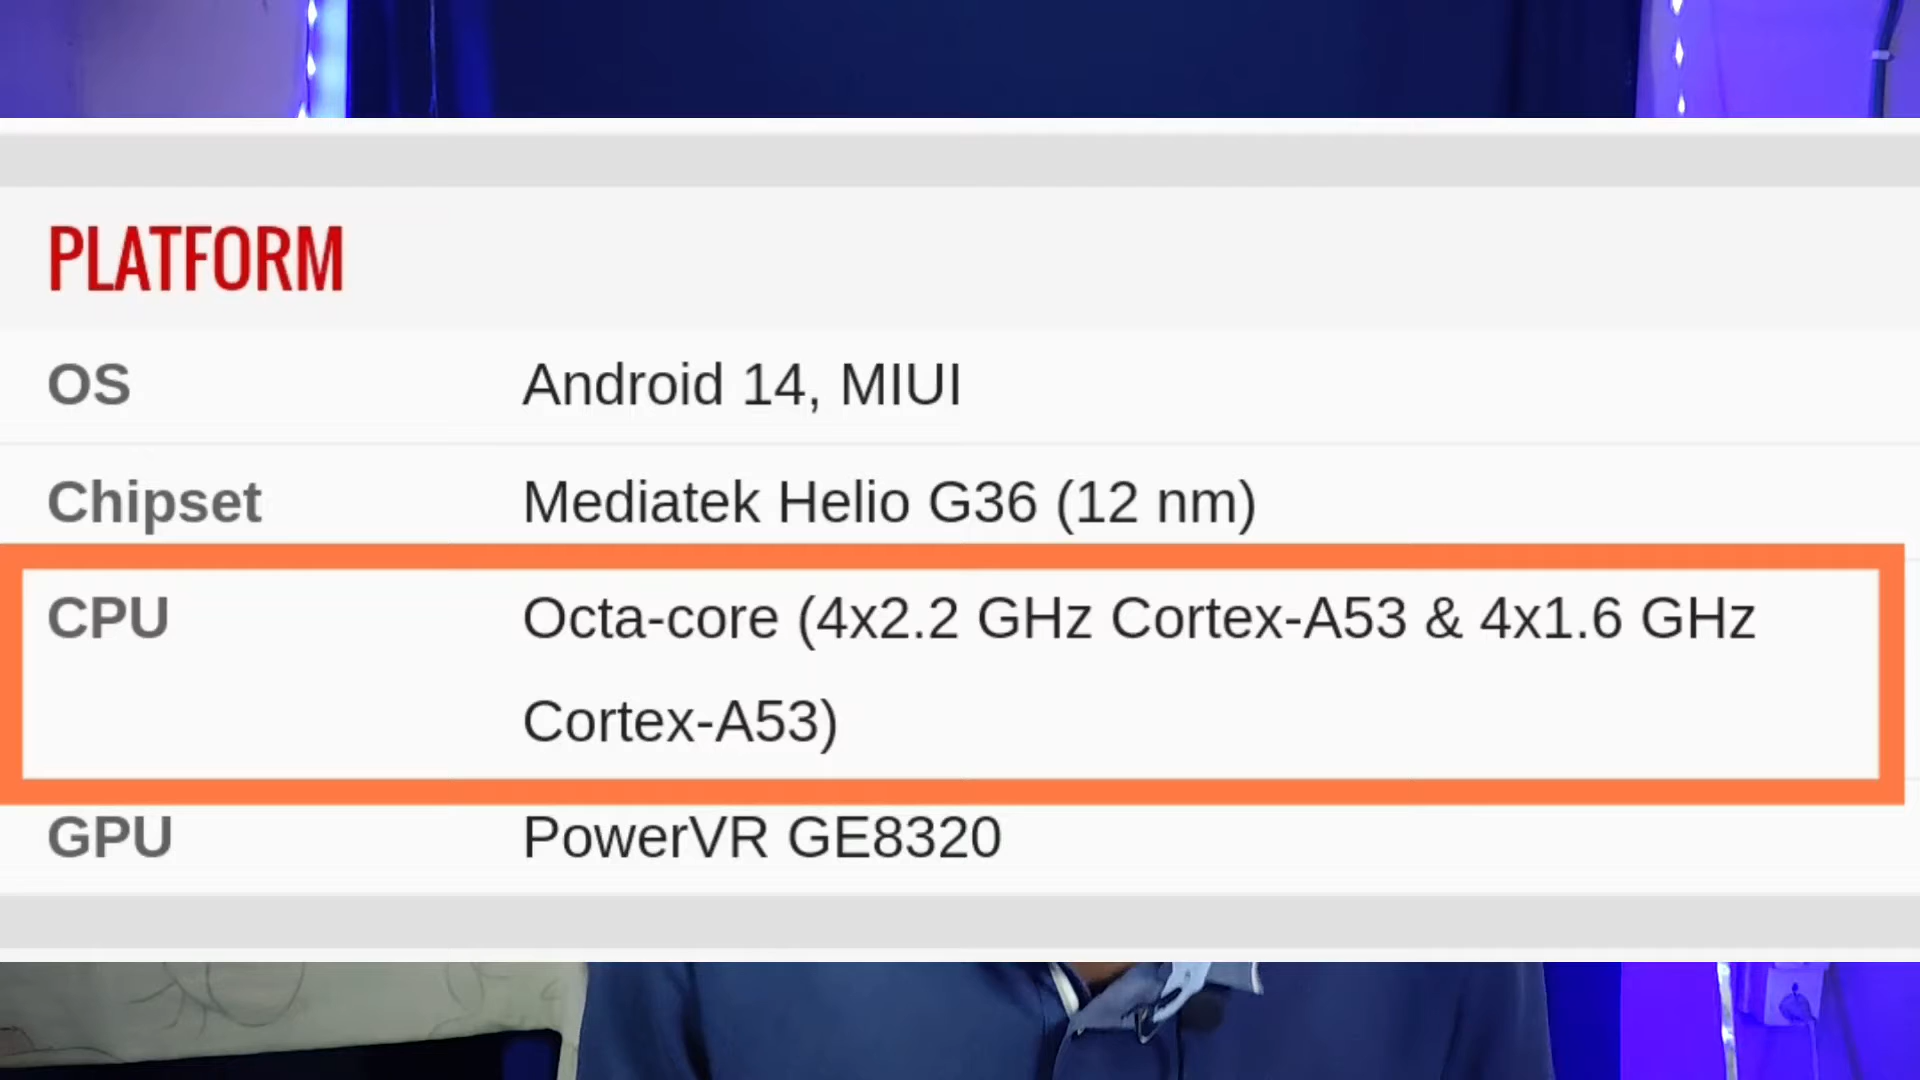 PLATFORM
OS Android 14, MIUI
Chipset Mediatek Helio G36 (12 nm)
CPU Octa-core (4x2.2 GHz Cortex-A53 & 4x1.6 GHz
Cortex-A53)
GPU PowerVR GE8320